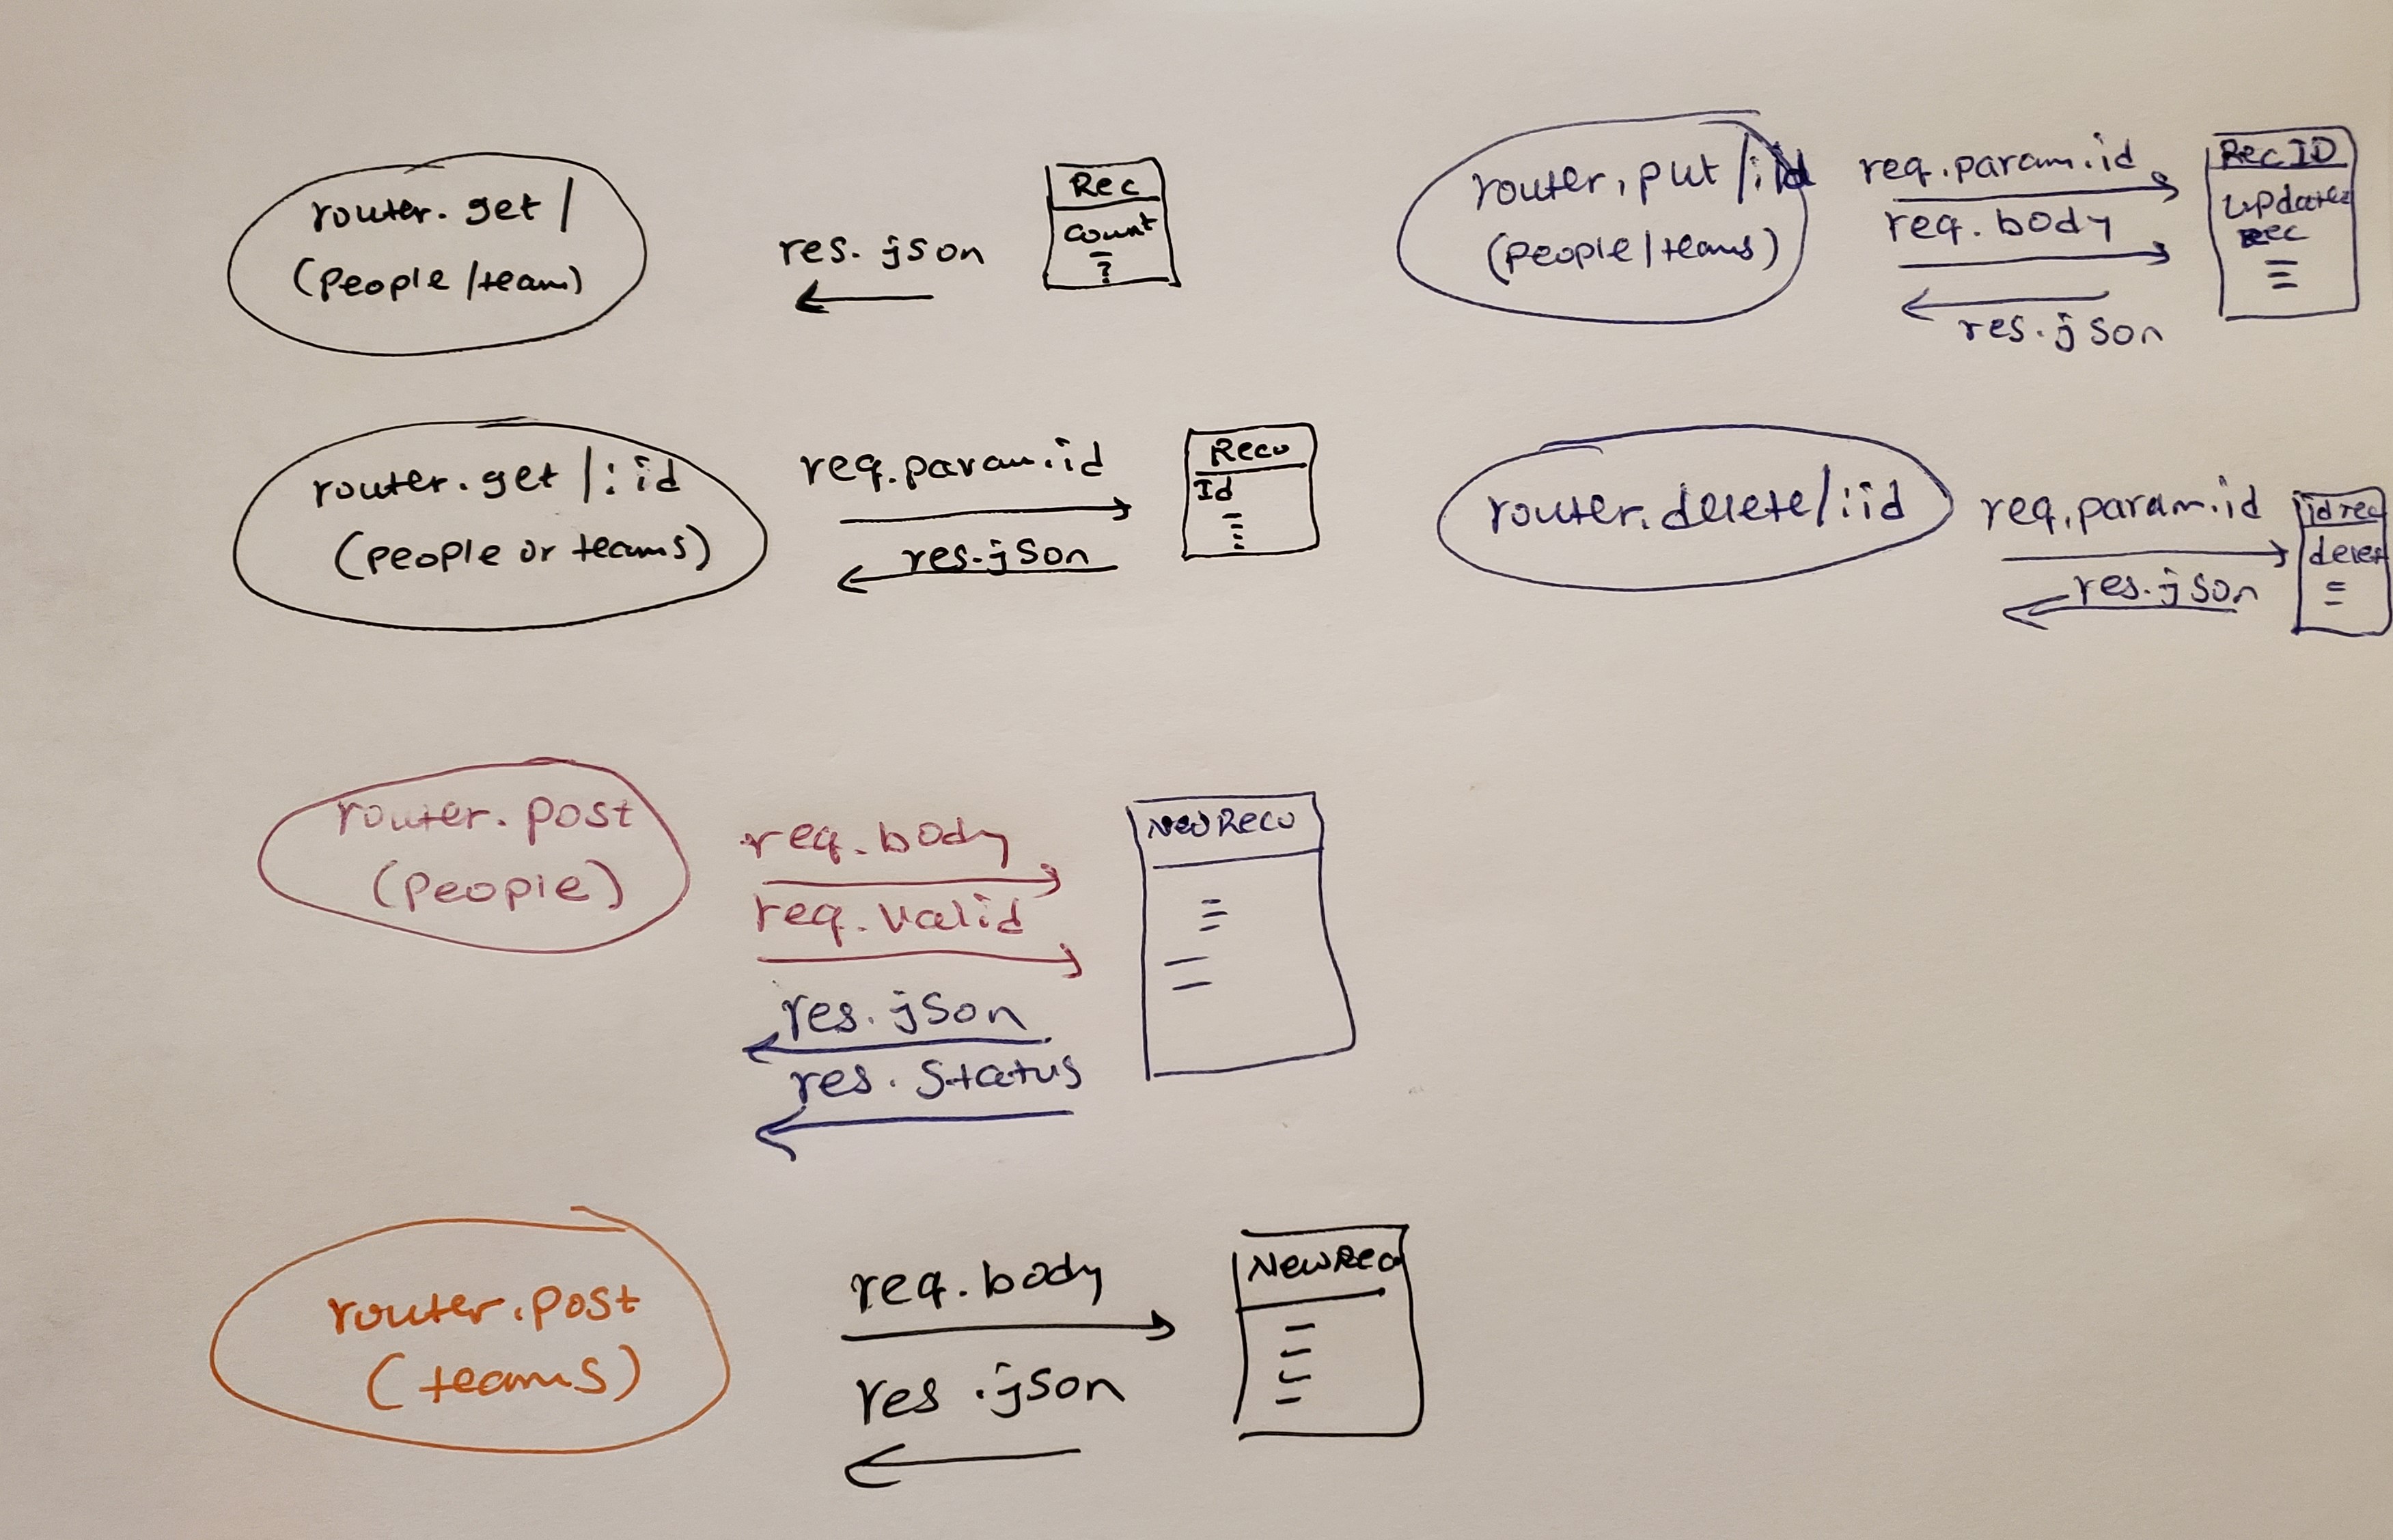 router.get /
(people/team)
res.json
Rec
Count
?
router.put /:id
(people/teams)
req.param.id
req.body
res.json
Rec ID
rec
router.get /:id
(people or teams)
req.param.id
res.json
Reco
Id
router.delete/:id
req.param.id
res.json
id rec
delet
router.post
(people)
req.body
req.valid
res.json
res.status
New Reco
router.post
(teams)
req.body
res.json
New Rec